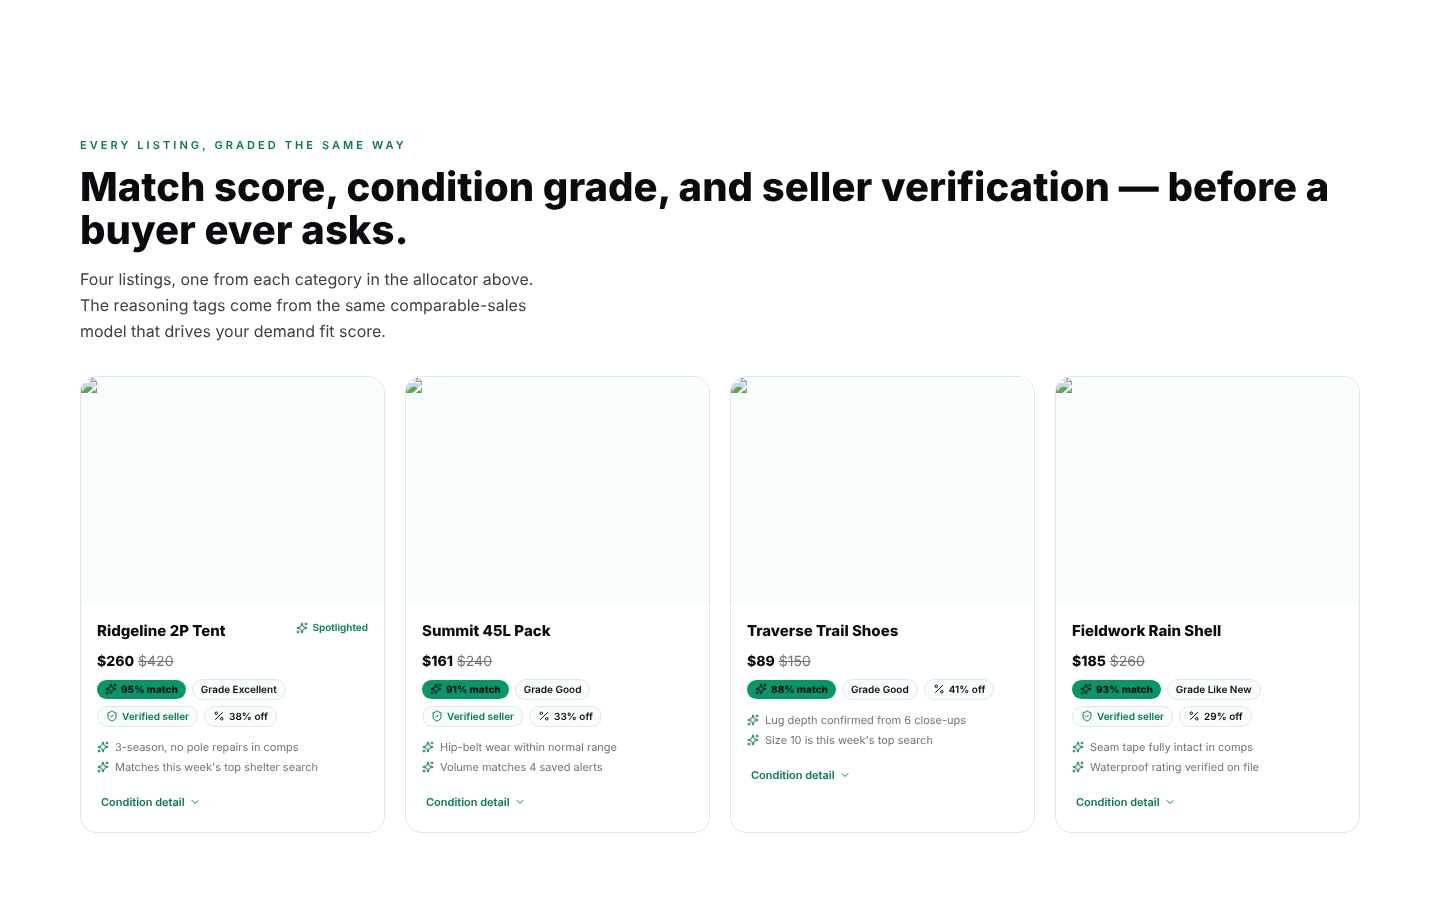 EVERY LISTING, GRADED THE SAME WAY
Match score, condition grade, and seller verification — before a
buyer ever asks.
Four listings, one from each category in the allocator above.
The reasoning tags come from the same comparable-sales
model that drives your demand fit score.
Ridgeline 2P Tent
Spotlighted
$260 $420
95% match
Grade Excellent
Verified seller
38% off
3-season, no pole repairs in comps
Matches this week's top shelter search
Condition detail
Summit 45L Pack
$161 $240
91% match
Grade Good
Verified seller
33% off
Hip-belt wear within normal range
Volume matches 4 saved alerts
Condition detail
Traverse Trail Shoes
$89 $150
88% match
Grade Good
41% off
Lug depth confirmed from 6 close-ups
Size 10 is this week's top search
Condition detail
Fieldwork Rain Shell
$185 $260
93% match
Grade Like New
Verified seller
29% off
Seam tape fully intact in comps
Waterproof rating verified on file
Condition detail